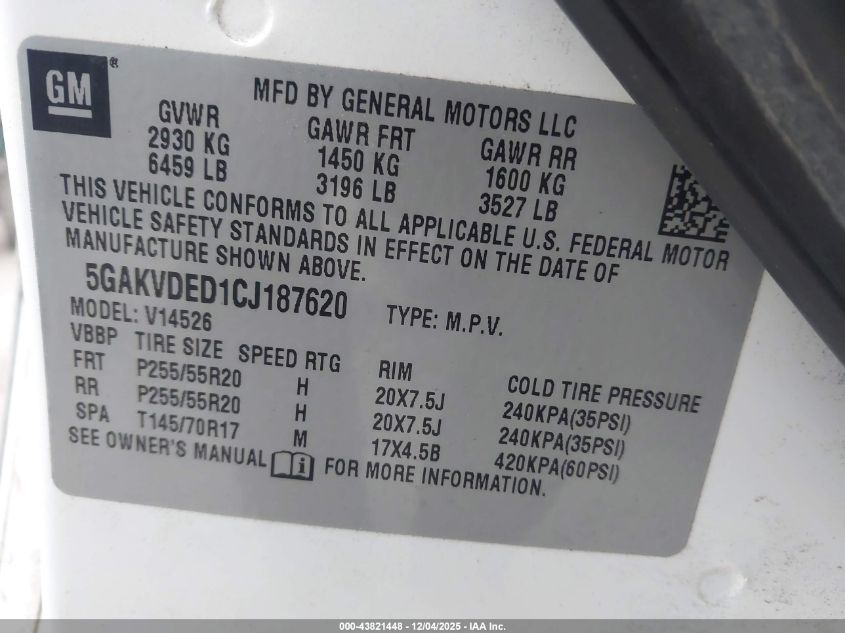 GM®
MFD BY GENERAL MOTORS LLC
GVWR GAWR FRT GAWR RR
2930 KG 1450 KG 1600 KG
6459 LB 3196 LB 3527 LB
THIS VEHICLE CONFORMS TO ALL APPLICABLE U.S. FEDERAL MOTOR
VEHICLE SAFETY STANDARDS IN EFFECT ON THE DATE OF
MANUFACTURE SHOWN ABOVE.
5GAKVDED1CJ187620 TYPE: M.P.V.
MODEL: V14526
VBBP TIRE SIZE SPEED RTG RIM COLD TIRE PRESSURE
FRT P255/55R20 H 20X7.5J 240KPA(35PSI)
RR P255/55R20 H 20X7.5J 240KPA(35PSI)
SPA T145/70R17 M 17X4.5B 420KPA(60PSI)
SEE OWNER'S MANUAL FOR MORE INFORMATION.
000-43821448 - 12/04/2025 - IAA Inc.